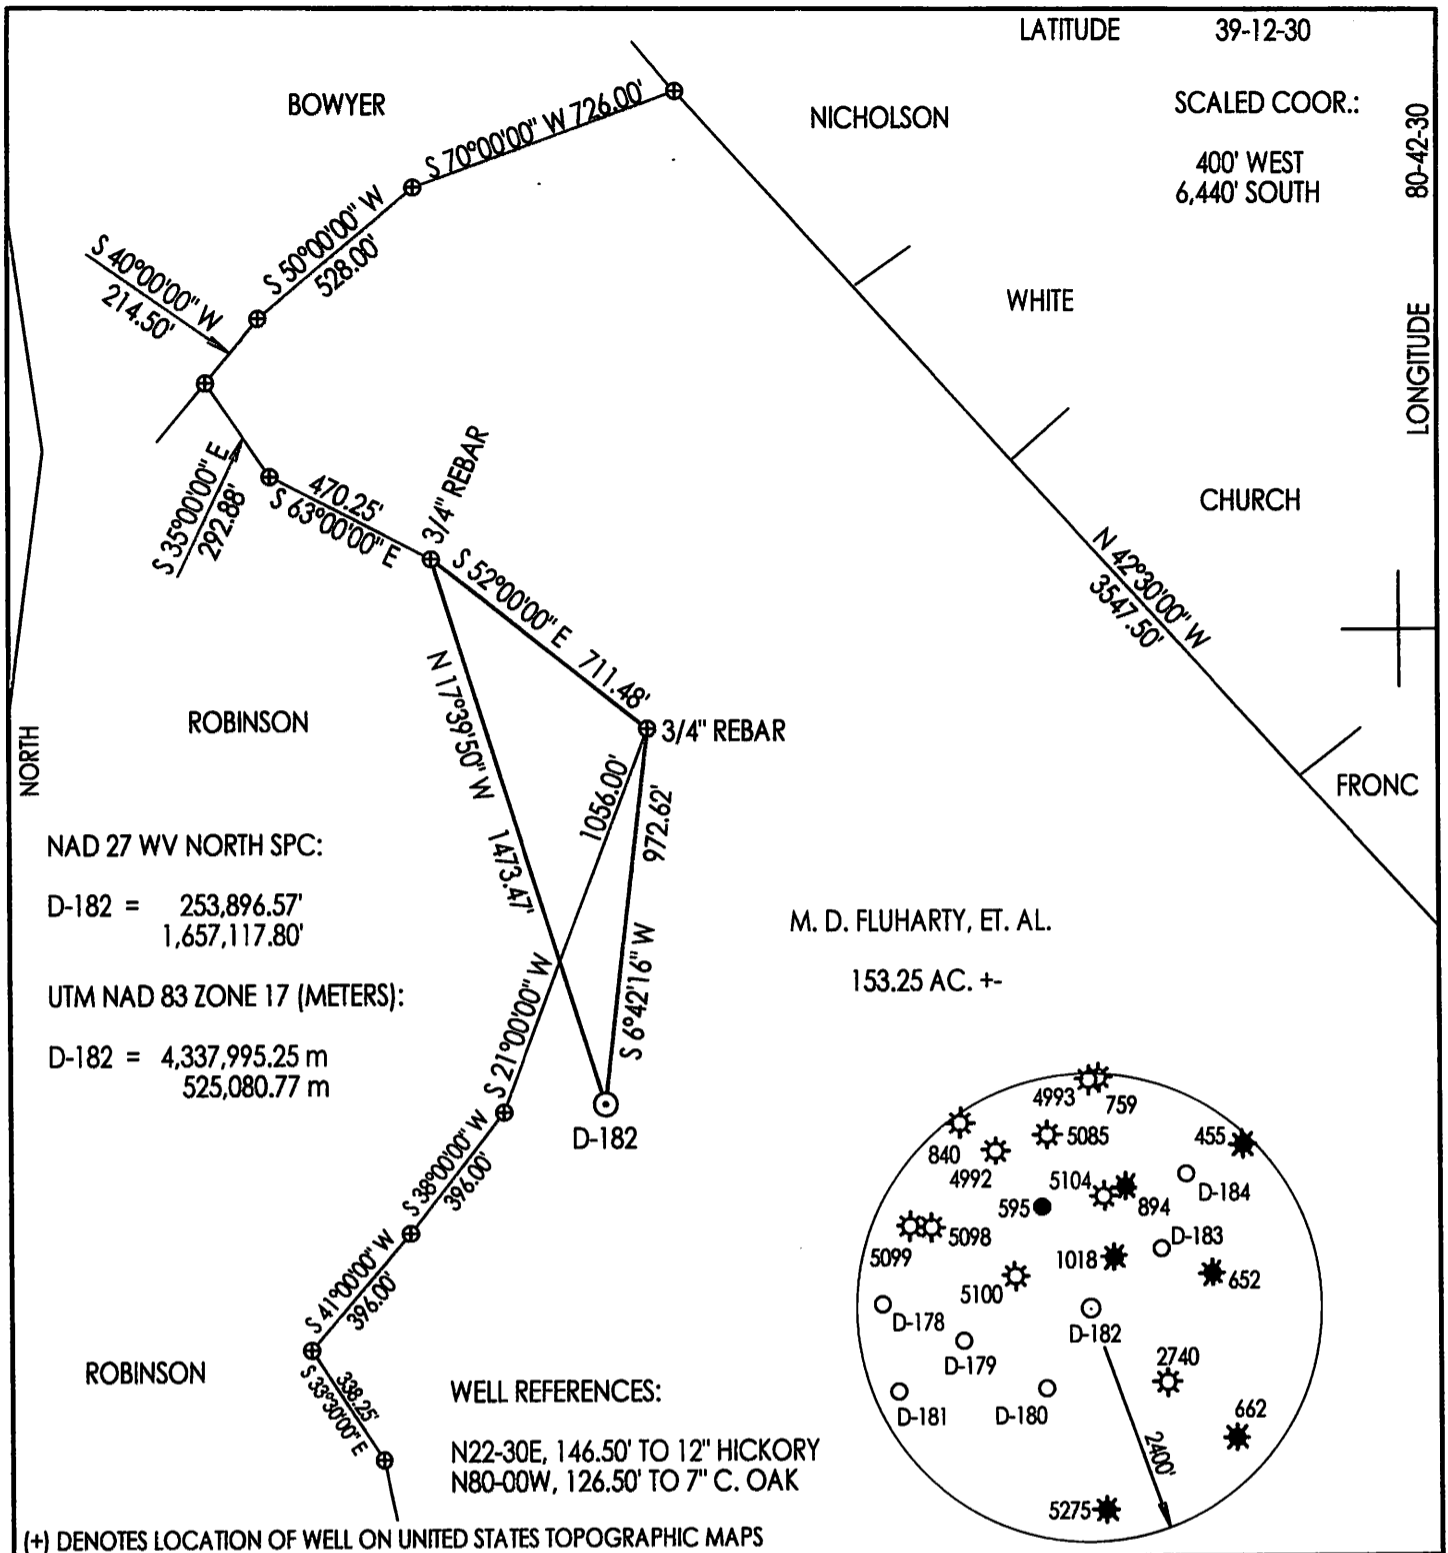 LATITUDE 39-12-30
BOWYER
NICHOLSON
SCALED COOR.:
400' WEST
6,440' SOUTH
80-42-30
LONGITUDE
S 70°00'00" W 726.00'
S 50°00'00" W
528.00'
S 40°00'00" W
214.50'
WHITE
S 35°00'00" E
292.88'
470.25'
S 63°00'00" E
3/4" REBAR
S 52°00'00" E 711.48'
CHURCH
N 42°30'00" W
3547.50'
N 17°39'50" W 1473.47'
ROBINSON
3/4" REBAR
NORTH
FRONC
1056.00'
S 21°00'00" W
972.62'
S 6°42'16" W
NAD 27 WV NORTH SPC:
D-182 = 253,896.57'
1,657,117.80'
M. D. FLUHARTY, ET. AL.
153.25 AC. +-
UTM NAD 83 ZONE 17 (METERS):
D-182 = 4,337,995.25 m
525,080.77 m
D-182
S 38°00'00" W
396.00'
S 41°00'00" W
396.00'
338.25'
S 33°30'00" E
ROBINSON
4993
759
840
4992
5085
455
5104
894
D-184
595
5099
5098
D-183
1018
652
5100
D-178
D-182
D-179
2740
D-181
D-180
662
2400'
5275
WELL REFERENCES:
N22-30E, 146.50' TO 12" HICKORY
N80-00W, 126.50' TO 7" C. OAK
(+) DENOTES LOCATION OF WELL ON UNITED STATES TOPOGRAPHIC MAPS